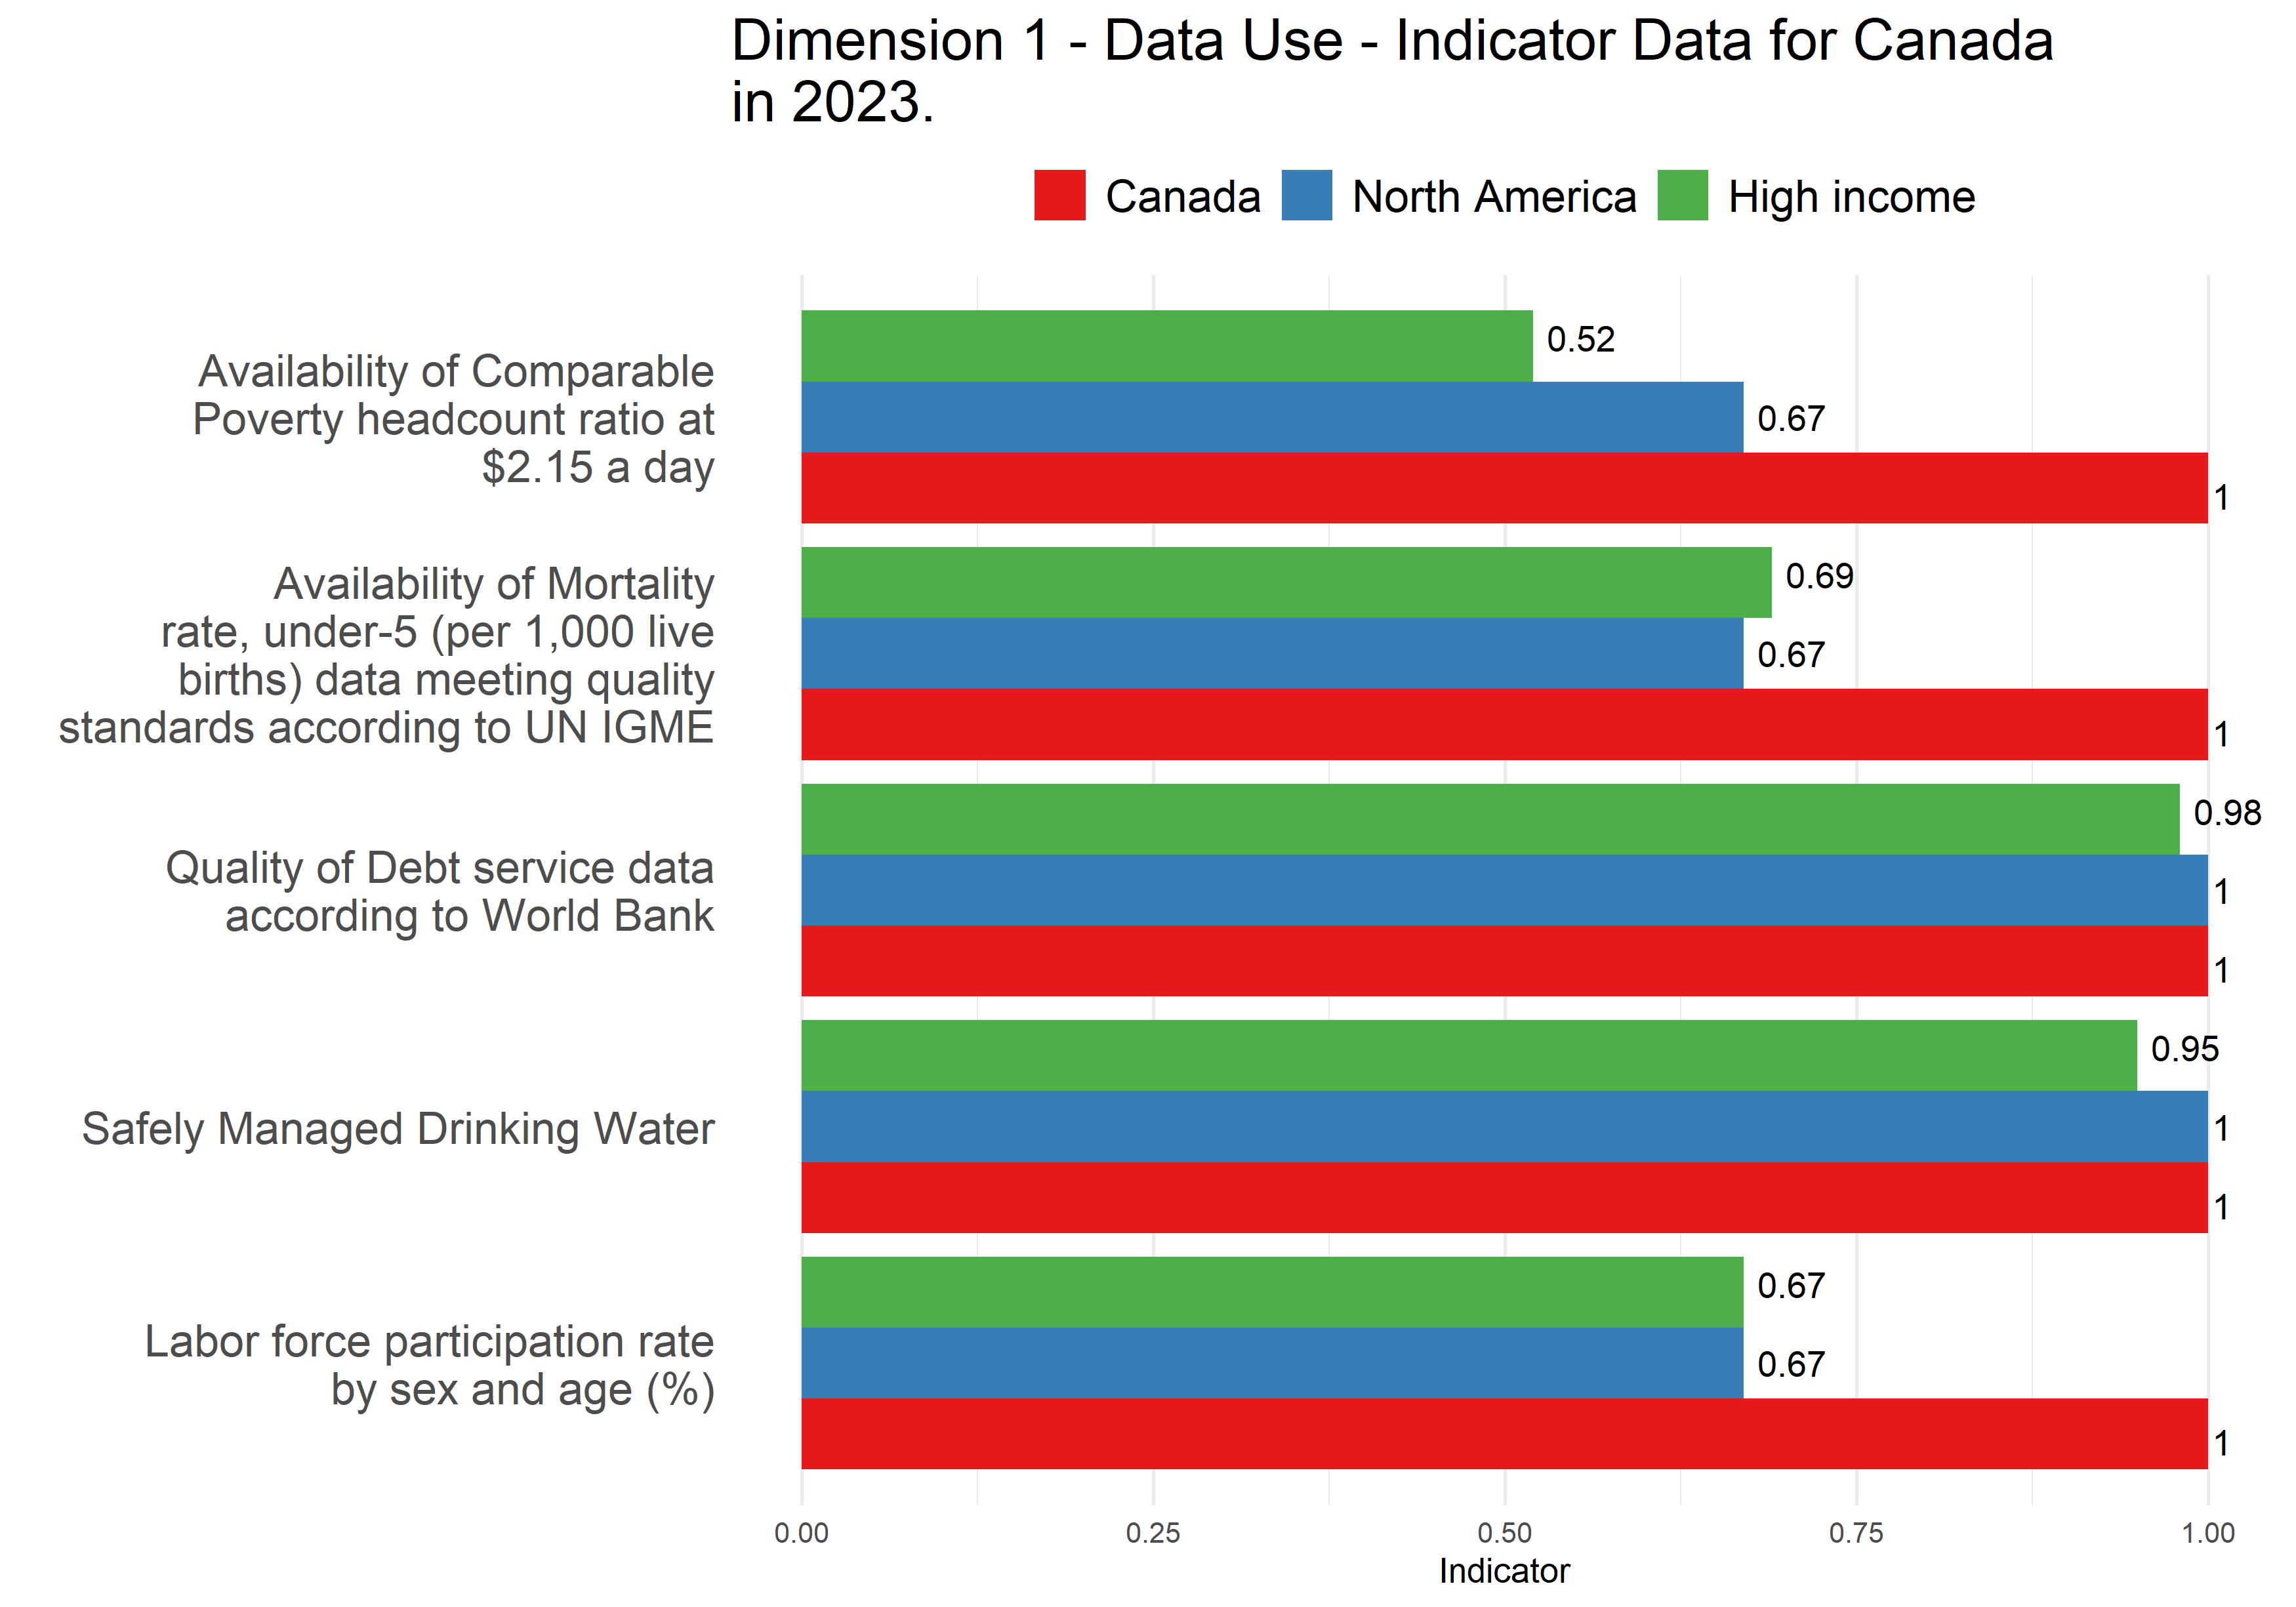 Dimension 1 - Data Use - Indicator Data for Canada
in 2023.
Canada North America High income
Availability of Comparable
Poverty headcount ratio at
$2.15 a day
0.52
0.67
1
Availability of Mortality
rate, under-5 (per 1,000 live
births) data meeting quality
standards according to UN IGME
0.69
0.67
1
Quality of Debt service data
according to World Bank
0.98
1
1
Safely Managed Drinking Water
0.95
1
1
Labor force participation rate
by sex and age (%)
0.67
0.67
1
0.00 0.25 0.50 0.75 1.00
Indicator